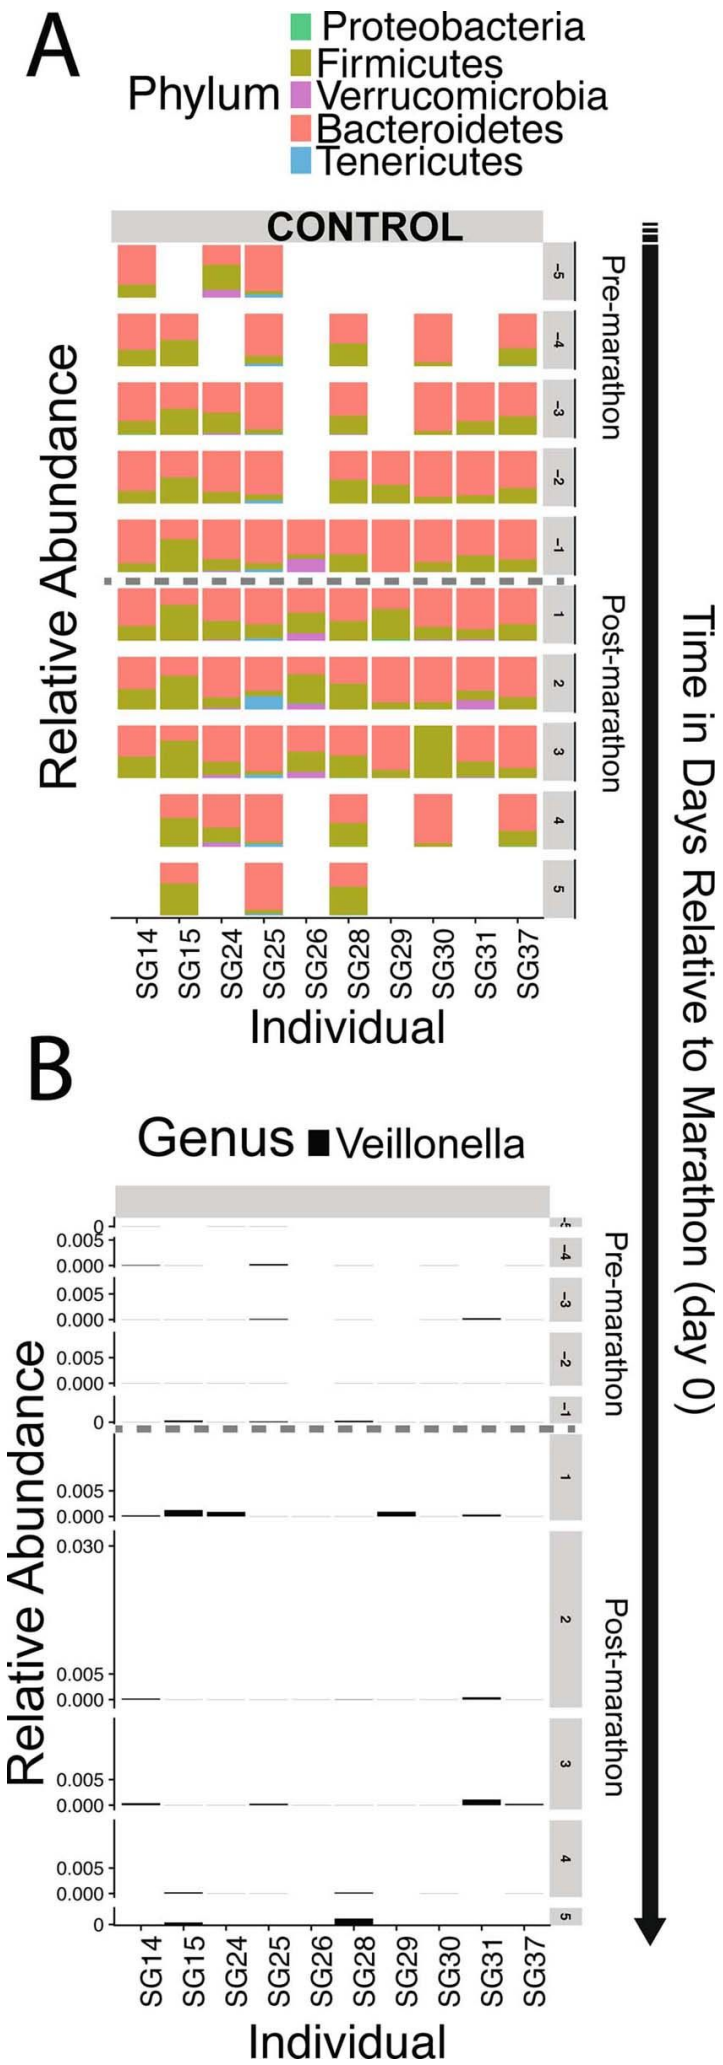 A
Phylum
Proteobacteria
Firmicutes
Verrucomicrobia
Bacteroidetes
Tenericutes
CONTROL
Relative Abundance
-5
-4
-3
-2
-1
1
2
3
4
5
Pre-marathon
Post-marathon
Time in Days Relative to Marathon (day 0)
SG14 SG15 SG24 SG25 SG26 SG28 SG29 SG30 SG31 SG37
Individual
B
Genus Veillonella
Relative Abundance
0
-5
0.005
0.000
-4
0.005
0.000
-3
0.005
0.000
-2
0
-1
0.005
0.000
1
0.030
0.005
0.000
2
0.005
0.000
3
0.005
0.000
4
0
5
Pre-marathon
Post-marathon
SG14 SG15 SG24 SG25 SG26 SG28 SG29 SG30 SG31 SG37
Individual